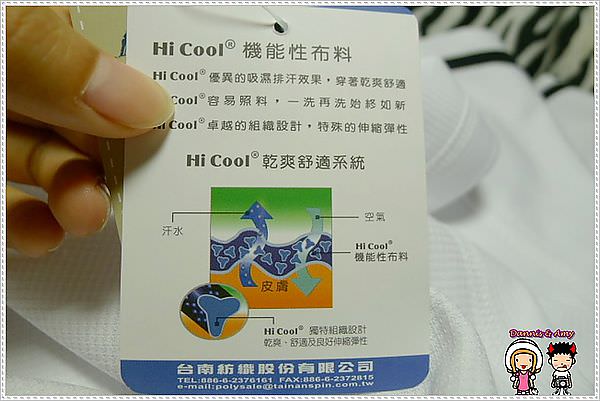 Hi Cool® 機能性布料
Hi Cool® 優異的吸濕排汗效果，穿著乾爽舒適
Cool® 容易照料，一洗再洗始終如新
Hi Cool® 卓越的組織設計，特殊的伸縮彈性
Hi Cool® 乾爽舒適系統
汗水
空氣
Hi Cool®
機能性布料
皮膚
Hi Cool® 獨特組織設計
乾爽、舒適及良好伸縮彈性
台南紡織股份有限公司
TEL:886-6-2376161 FAX:886-6-2372815
e-mail:polysale@tainanspin.com.tw
Dannis & Amy